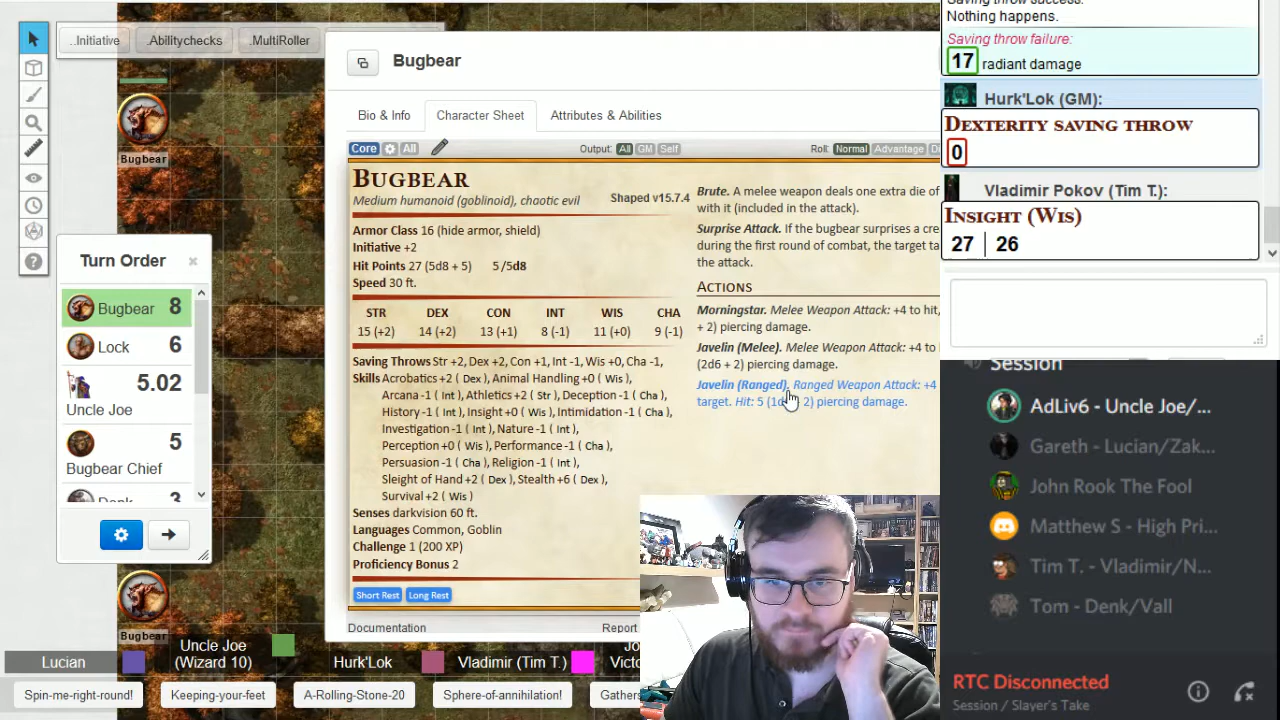 ..Initiative
.Abilitychecks
.MultiRoller
Bugbear
Turn Order ×
Bugbear 8
Lock 6
5.02
Uncle Joe
5
Bugbear Chief
Denk 3
Bugbear
Bugbear
Bio & Info
Character Sheet
Attributes & Abilities
Core All
Output: All GM Self
Roll: Normal Advantage
BUGBEAR
Medium humanoid (goblinoid), chaotic evil
Shaped v15.7.4
Armor Class 16 (hide armor, shield)
Initiative +2
Hit Points 27 (5d8 + 5) 5/5d8
Speed 30 ft.
STR DEX CON INT WIS CHA
15 (+2) 14 (+2) 13 (+1) 8 (-1) 11 (+0) 9 (-1)
Saving Throws Str +2, Dex +2, Con +1, Int -1, Wis +0, Cha -1,
Skills Acrobatics +2 ( Dex), Animal Handling +0 ( Wis),
Arcana -1 ( Int), Athletics +2 ( Str), Deception -1 ( Cha)
History -1 ( Int), Insight +0 ( Wis), Intimidation -1 ( Cha),
Investigation -1 ( Int), Nature -1 ( Int),
Perception +0 ( Wis), Performance -1 ( Cha),
Persuasion -1 ( Cha), Religion -1 ( Int),
Sleight of Hand +2 ( Dex), Stealth +6 ( Dex),
Survival +2 ( Wis)
Senses darkvision 60 ft.
Languages Common, Goblin
Challenge 1 (200 XP)
Proficiency Bonus 2
Short Rest Long Rest
Documentation
Report
Brute. A melee weapon deals one extra die of
with it (included in the attack).
Surprise Attack. If the bugbear surprises a cre
during the first round of combat, the target ta
the attack.
ACTIONS
Morningstar. Melee Weapon Attack: +4 to hit,
+ 2) piercing damage.
Javelin (Melee). Melee Weapon Attack: +4 to
(2d6 + 2) piercing damage.
Javelin (Ranged). Ranged Weapon Attack: +4
target. Hit: 5 (1d + 2) piercing damage.
Saving throw success:
Nothing happens.
Saving throw failure:
17 radiant damage
Hurk'Lok (GM):
DEXTERITY SAVING THROW
0
Vladimir Pokov (Tim T.):
INSIGHT (WIS)
27 | 26
Session
AdLiv6 - Uncle Joe/...
Gareth - Lucian/Zak...
John Rook The Fool
Matthew S - High Pri...
Tim T. - Vladimir/N...
Tom - Denk/Vall
RTC Disconnected
Session / Slayer's Take
Lucian
Uncle Joe
(Wizard 10)
Hurk'Lok
Vladimir (Tim T.)
Spin-me-right-round!
Keeping-your-feet
A-Rolling-Stone-20
Sphere-of-annihilation!
Gathers